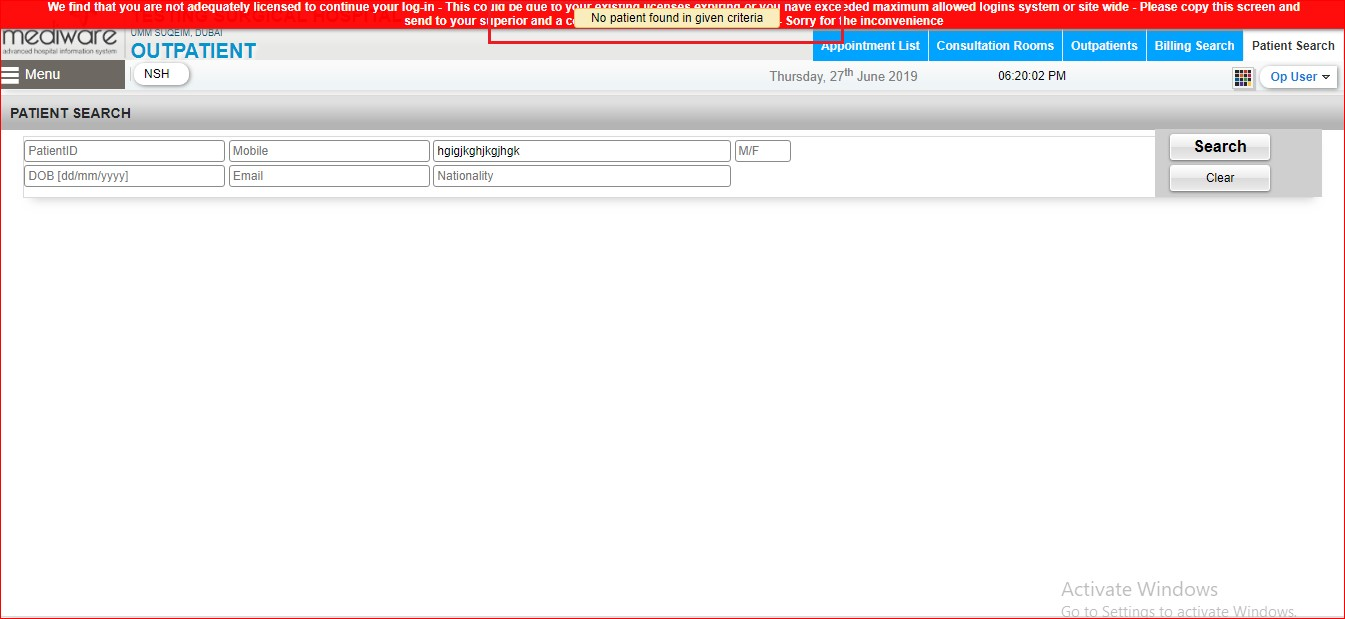 We find that you are not adequately licensed to continue your log-in - This could be due to your existing licenses expiring or you have exceeded maximum allowed logins system or site wide - Please copy this screen and
send to your superior and a Sorry for the inconvenience
No patient found in given criteria
TESTING SURGICAL HOSPITAL
mediware
advanced hospital information system
UMM SUQEIM, DUBAI
OUTPATIENT
Appointment List Consultation Rooms Outpatients Billing Search Patient Search
Menu NSH Thursday, 27th June 2019 06:20:02 PM Op User
PATIENT SEARCH
PatientID Mobile hgigjkghjkgjhgk M/F Search
DOB [dd/mm/yyyy] Email Nationality Clear
Activate Windows
Go to Settings to activate Windows.